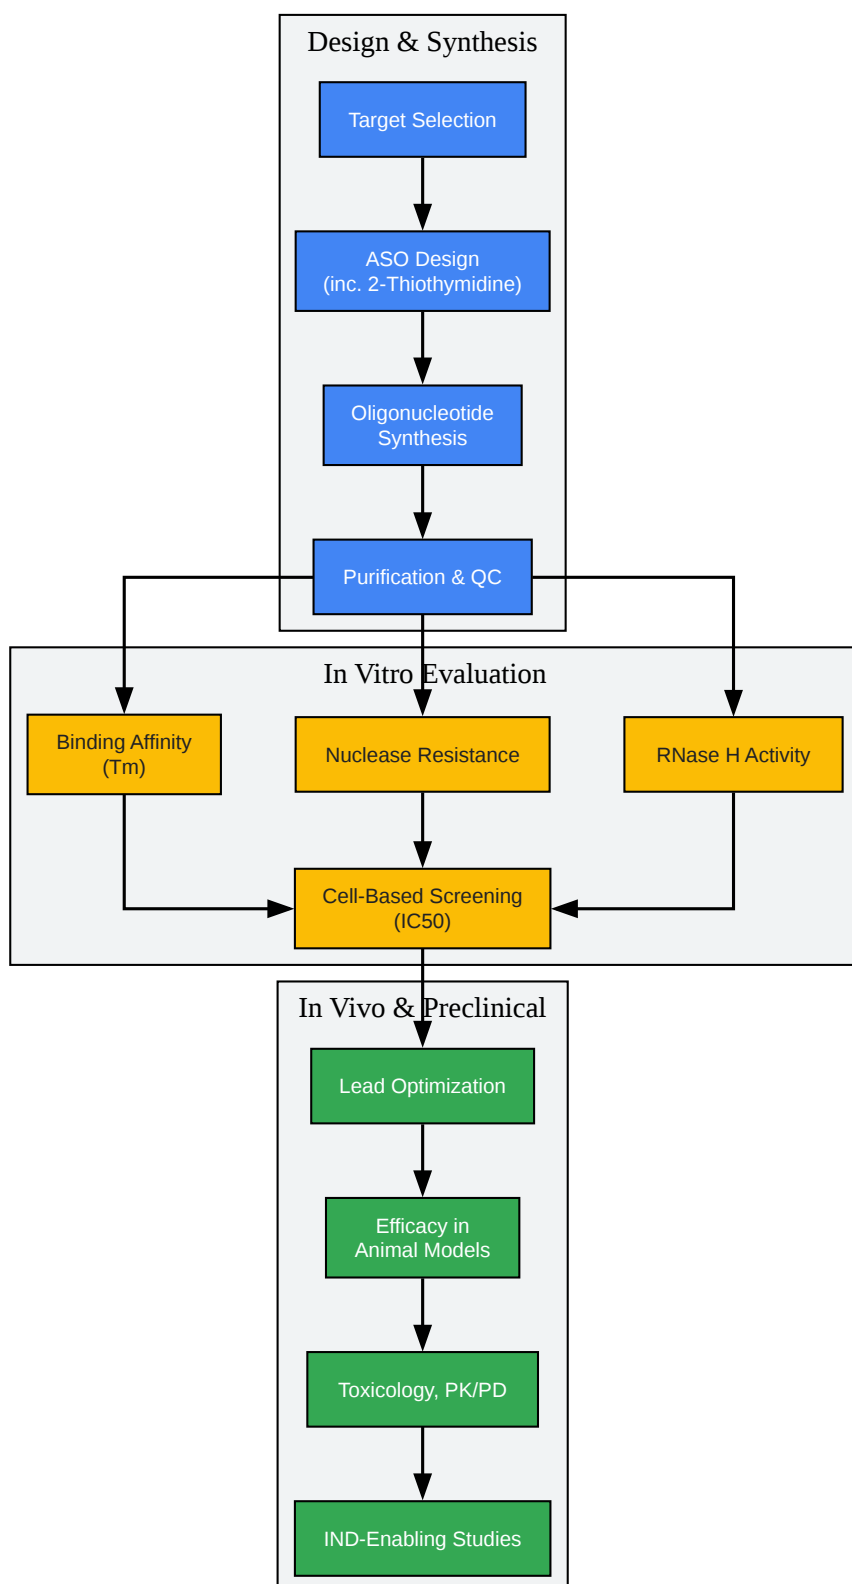 Design & Synthesis
Target Selection
ASO Design
(inc. 2-Thiothymidine)
Oligonucleotide
Synthesis
Purification & QC
In Vitro Evaluation
Binding Affinity
(Tm)
Nuclease Resistance
RNase H Activity
Cell-Based Screening
(IC50)
In Vivo & Preclinical
Lead Optimization
Efficacy in
Animal Models
Toxicology, PK/PD
IND-Enabling Studies